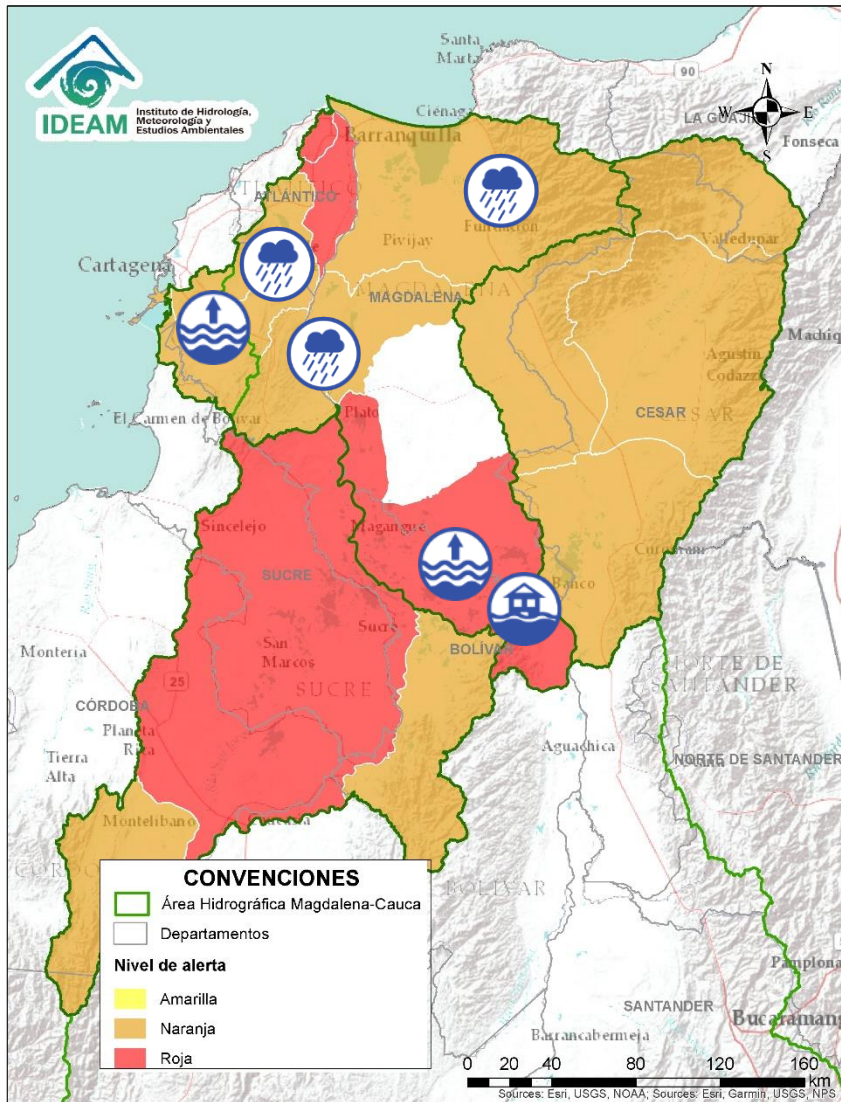 IDEAM
Instituto de Hidrología,
Meteorología y
Estudios Ambientales
Santa
Marta
90
N
W
E
S
LA GUAJI
Fonseca
Ciénaga
Barranquilla
ATLÁNTICO
Fundación
Pivijay
Valledupar
Cartagena
MAGDALENA
MAGDALENA
Machiq
Agustín
Codazzi
CESAR
CESAR
El Carmen de Bolívar
Plato
Sincelejo
Magangué
SUCRE
Banco
Sucre
BOLÍVAR
San
Marcos
SUCRE
Montería
25
NORTE DE
SANTANDER
CÓRDOBA
Planeta
Rica
Tierra
Alta
Aguachica
NORTE DE SANTANDER
Montelíbano
BOLÍVAR
CONVENCIONES
Área Hidrográfica Magdalena-Cauca
Departamentos
Nivel de alerta
Amarilla
Naranja
Roja
Pamplona
SANTANDER
Bucaramang
Barrancabermeja
0 20 40 80 120 160
km
Sources: Esri, USGS, NOAA; Sources: Esri, Garmin, USGS, NPS